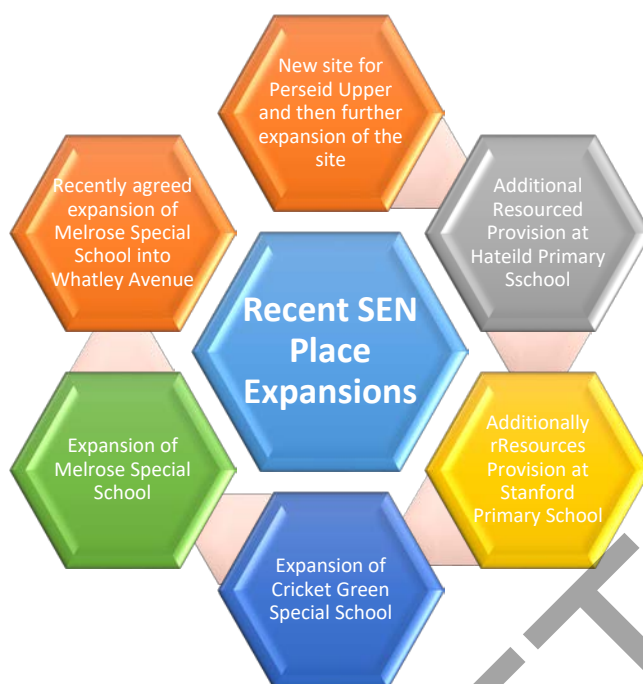 New site for
Perseid Upper
and then further
expansion of the
site
Additional
Resourced
Provision at
Hateild Primary
Sschool
Additionally
rResources
Provision at
Stanford
Primary School
Expansion of
Cricket Green
Special School
Expansion of
Melrose Special
School
Recently agreed
expansion of
Melrose Special
School into
Whatley Avenue
Recent SEN
Place
Expansions